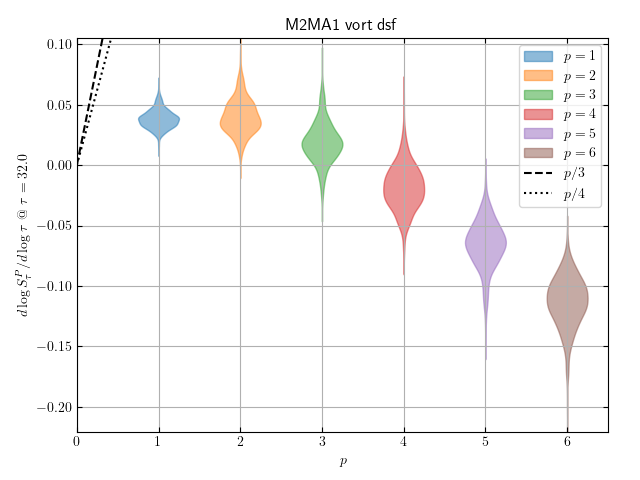 M2MA1 vort dsf
0.10
0.05
0.00
−0.05
−0.10
−0.15
−0.20
d log S_τ^P / d log τ @ τ = 32.0
0 1 2 3 4 5 6
p
p = 1
p = 2
p = 3
p = 4
p = 5
p = 6
p/3
p/4